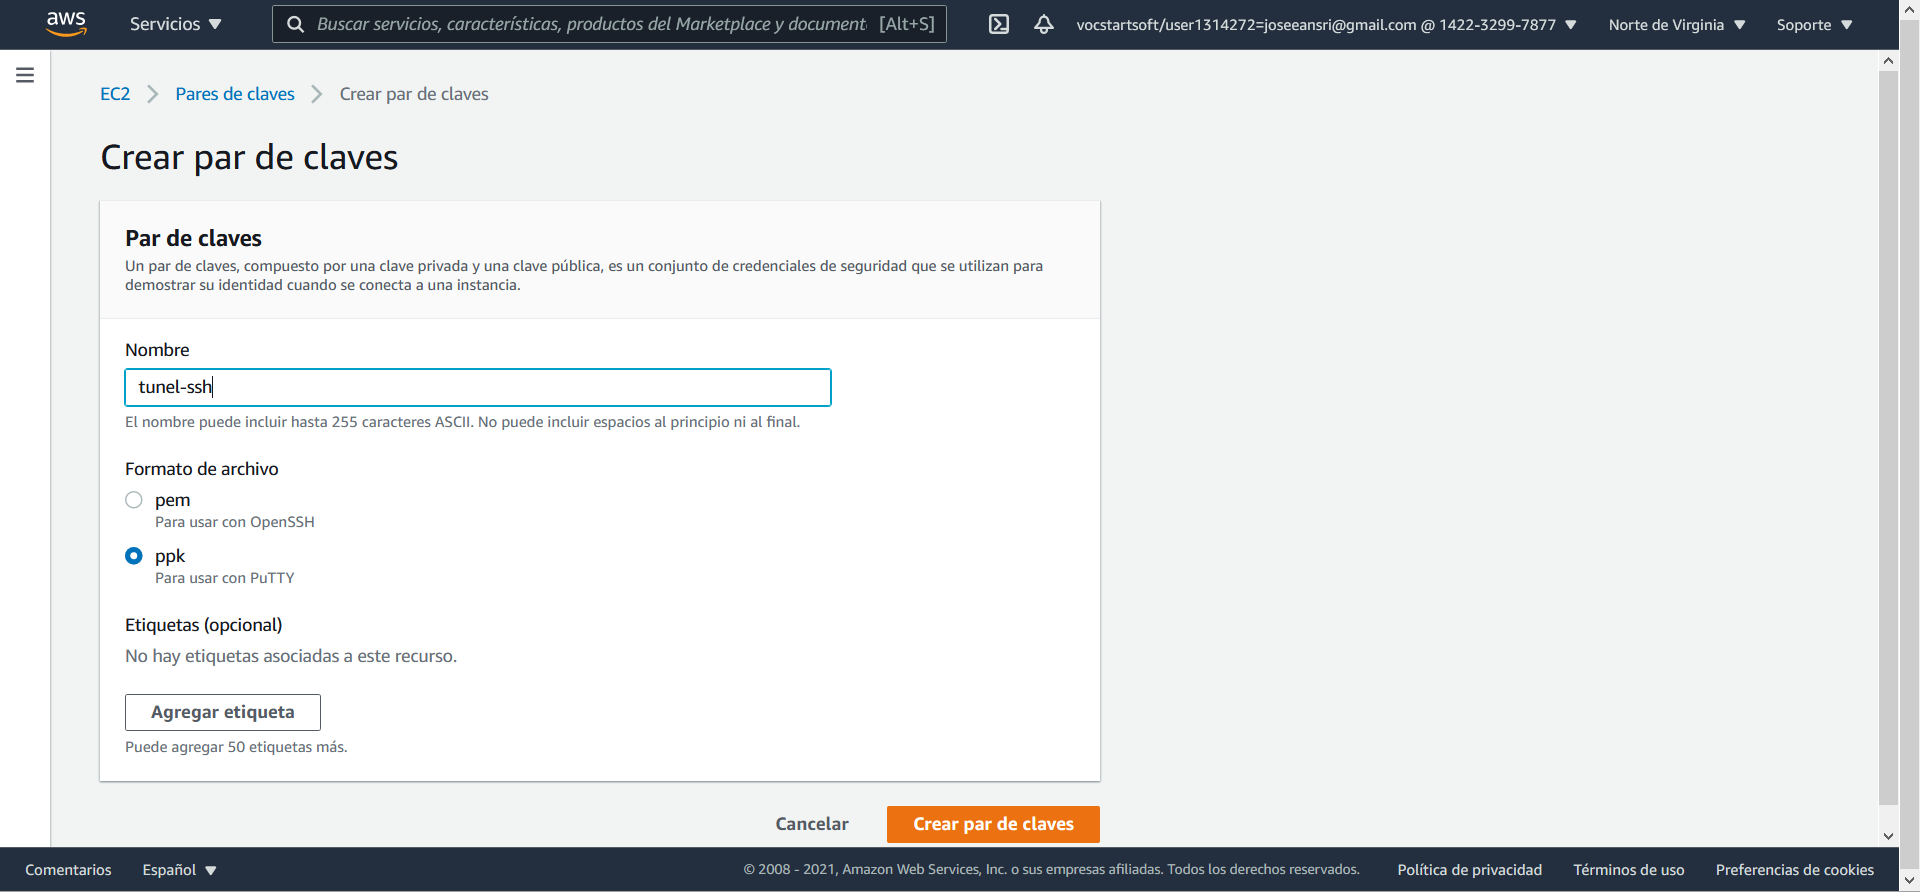 aws
Servicios
Buscar servicios, características, productos del Marketplace y document [Alt+S]
vocstartsoft/user1314272=joseeansri@gmail.com @ 1422-3299-7877
Norte de Virginia
Soporte
EC2 > Pares de claves > Crear par de claves
Crear par de claves
Par de claves
Un par de claves, compuesto por una clave privada y una clave pública, es un conjunto de credenciales de seguridad que se utilizan para
demostrar su identidad cuando se conecta a una instancia.
Nombre
tunel-ssh
El nombre puede incluir hasta 255 caracteres ASCII. No puede incluir espacios al principio ni al final.
Formato de archivo
pem
Para usar con OpenSSH
ppk
Para usar con PuTTY
Etiquetas (opcional)
No hay etiquetas asociadas a este recurso.
Agregar etiqueta
Puede agregar 50 etiquetas más.
Cancelar
Crear par de claves
Comentarios
Español
© 2008 - 2021, Amazon Web Services, Inc. o sus empresas afiliadas. Todos los derechos reservados.
Política de privacidad
Términos de uso
Preferencias de cookies